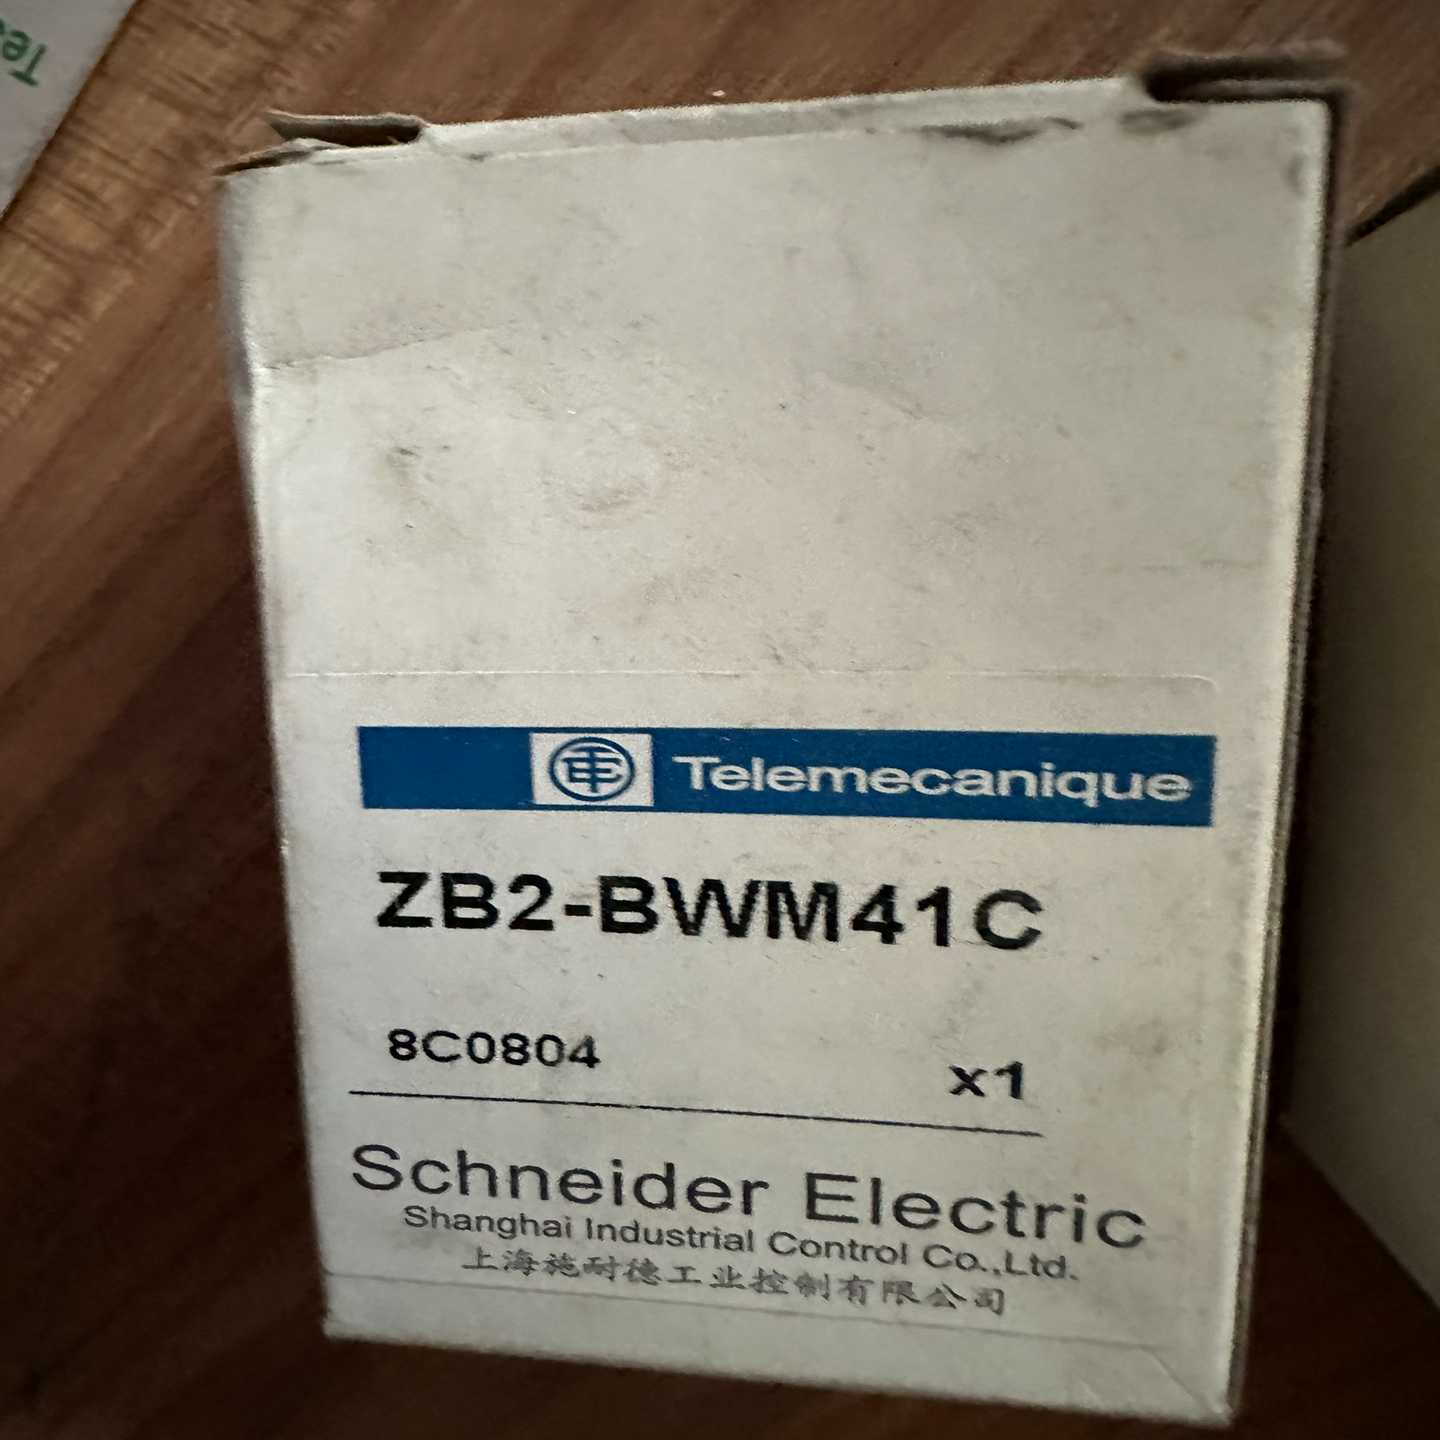 Te
Telemecanique
ZB2-BWM41C
8C0804 x1
Schneider Electric
Shanghai Industrial Control Co.,Ltd.
上海施耐德工业控制有限公司